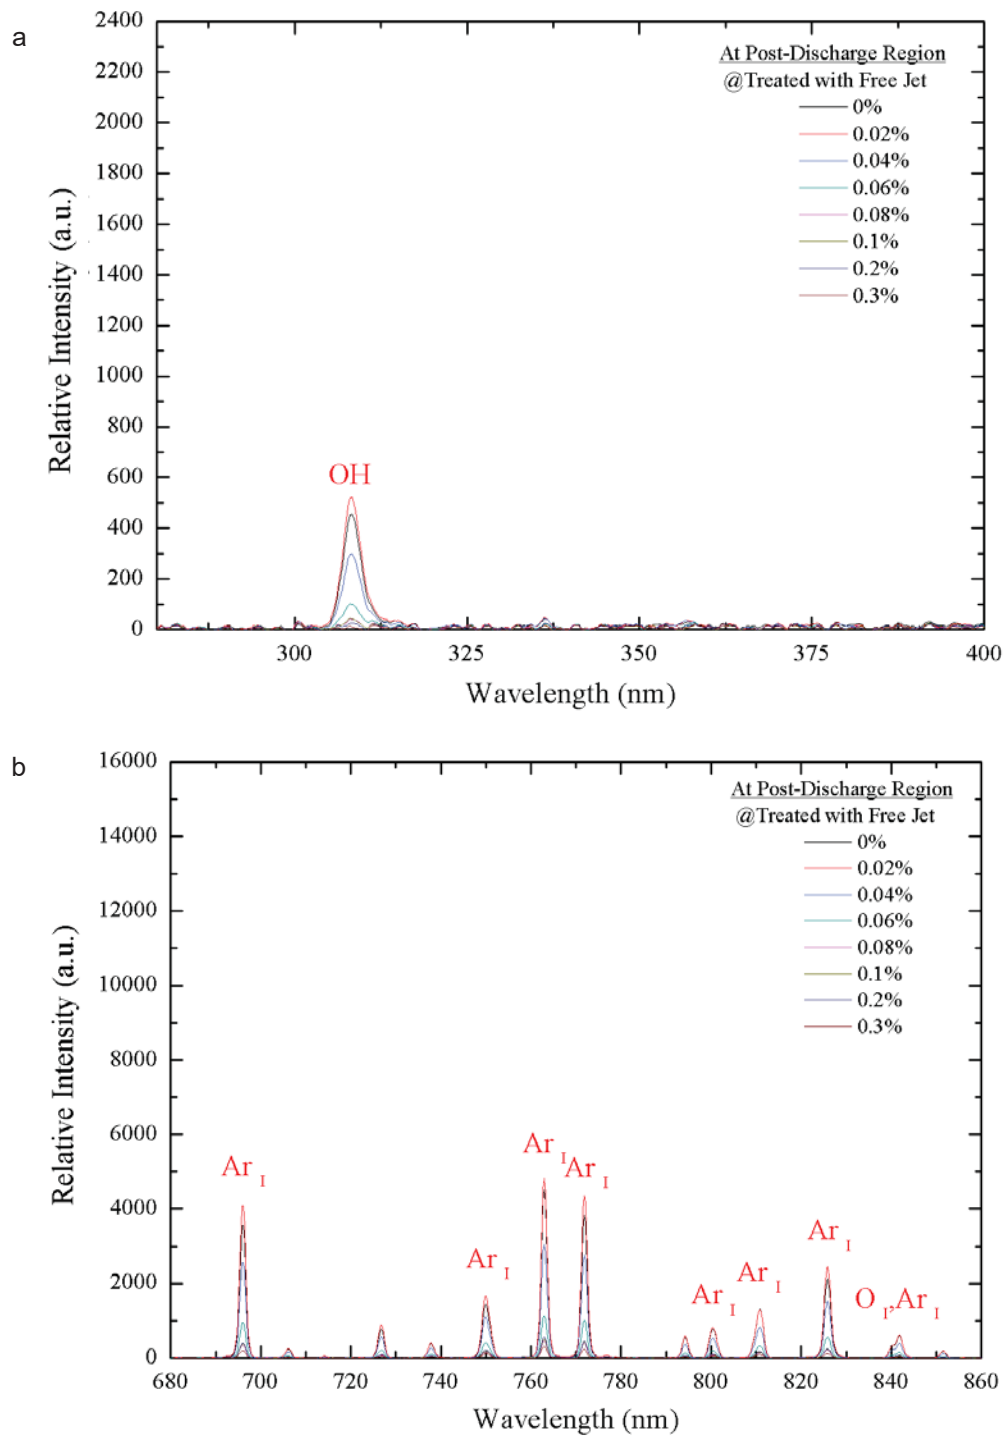 a
2400
2200
2000
1800
1600
1400
1200
1000
800
600
400
200
0
Relative Intensity (a.u.)
At Post-Discharge Region
@Treated with Free Jet
0%
0.02%
0.04%
0.06%
0.08%
0.1%
0.2%
0.3%
OH
300 325 350 375 400
Wavelength (nm)
b
16000
14000
12000
10000
8000
6000
4000
2000
0
Relative Intensity (a.u.)
At Post-Discharge Region
@Treated with Free Jet
0%
0.02%
0.04%
0.06%
0.08%
0.1%
0.2%
0.3%
Ar I
Ar I
Ar I
Ar I
Ar I
Ar I
Ar I
O I,Ar I
680 700 720 740 760 780 800 820 840 860
Wavelength (nm)